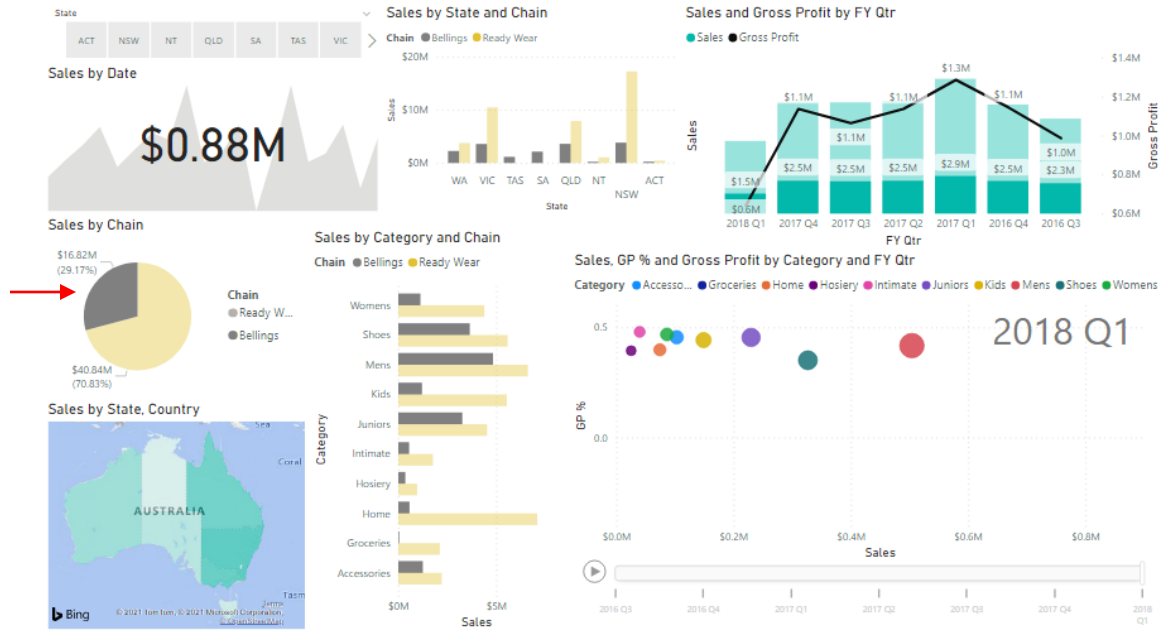 State
ACT NSW NT QLD SA TAS VIC
Sales by Date
$0.88M
Sales by State and Chain
Chain Bellings Ready Wear
$20M
$10M
$0M
Sales
WA VIC TAS SA QLD NT NSW ACT
State
Sales and Gross Profit by FY Qtr
Sales Gross Profit
$1.4M
$1.2M
$1.0M
$0.8M
$0.6M
Sales
Gross Profit
$1.3M
$1.1M $1.1M $1.1M
$1.1M
$1.0M
$2.5M $2.5M $2.5M $2.9M $2.5M $2.3M
$1.5M
$0.6M
2018 Q1 2017 Q4 2017 Q3 2017 Q2 2017 Q1 2016 Q4 2016 Q3
FY Qtr
Sales by Chain
$16.82M
(29.17%)
$40.84M
(70.83%)
Chain
Ready W...
Bellings
Sales by Category and Chain
Chain Bellings Ready Wear
Category
Womens
Shoes
Mens
Kids
Juniors
Intimate
Hosiery
Home
Groceries
Accessories
$0M $5M
Sales
Sales, GP % and Gross Profit by Category and FY Qtr
Category Accesso... Groceries Home Hosiery Intimate Juniors Kids Mens Shoes Womens
2018 Q1
0.5
0.0
GP %
$0.0M $0.2M $0.4M $0.6M $0.8M
Sales
2016 Q3 2016 Q4 2017 Q1 2017 Q2 2017 Q3 2017 Q4 2018 Q1
Sales by State, Country
Sea
Coral
AUSTRALIA
Tasm
Bing
© 2021 TomTom, © 2021 Microsoft Corporation,
© OpenStreetMap